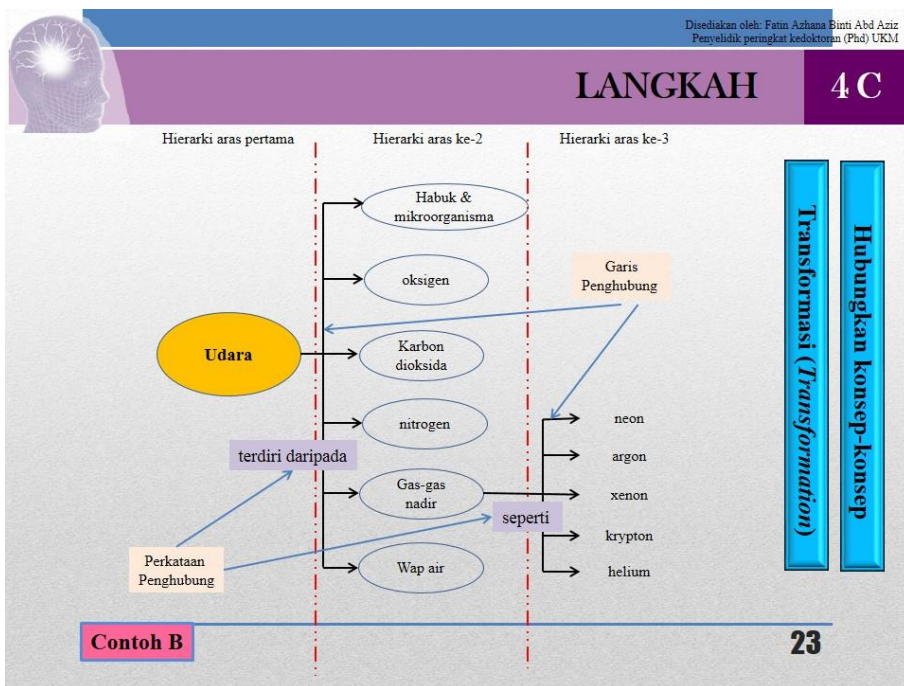 Disediakan oleh: Fatin Azhana Binti Abd Aziz
Penyelidik peringkat kedoktoran (Phd) UKM
LANGKAH
4 C
Hierarki aras pertama
Hierarki aras ke-2
Hierarki aras ke-3
Habuk &
mikroorganisma
oksigen
Garis
Penghubung
Udara
Karbon
dioksida
nitrogen
neon
terdiri daripada
argon
Gas-gas
nadir
xenon
seperti
krypton
Perkataan
Penghubung
Wap air
helium
Transformasi (Transformation)
Hubungkan konsep-konsep
Contoh B
23